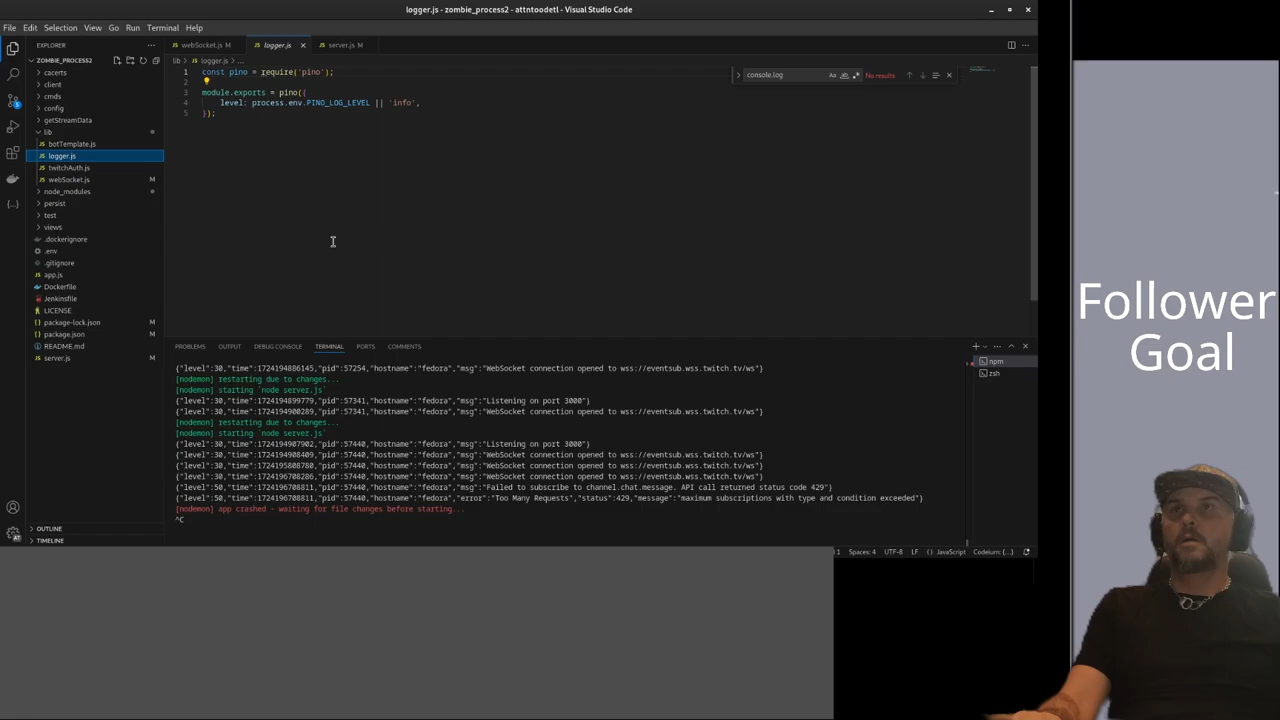 logger.js - zombie_process2 - attntoodetl - Visual Studio Code
File Edit Selection View Go Run Terminal Help
EXPLORER
ZOMBIE_PROCESS2
cacerts
client
cmds
config
getStreamData
lib
botTemplate.js
logger.js
twitchAuth.js
webSocket.js M
node_modules
persist
test
views
.dockerignore
.env
.gitignore
app.js
Dockerfile
Jenkinsfile
LICENSE
package-lock.json M
package.json M
README.md
server.js M
OUTLINE
TIMELINE
webSocket.js M logger.js server.js M
lib > logger.js > ...
console.log No results
1 const pino = require('pino');
2
3 module.exports = pino({
4 level: process.env.PINO_LOG_LEVEL || 'info',
5 });
PROBLEMS OUTPUT DEBUG CONSOLE TERMINAL PORTS COMMENTS
npm
zsh
{"level":30,"time":1724194886145,"pid":57254,"hostname":"fedora","msg":"WebSocket connection opened to wss://eventsub.wss.twitch.tv/ws"}
[nodemon] restarting due to changes...
[nodemon] starting `node server.js`
{"level":30,"time":1724194899779,"pid":57341,"hostname":"fedora","msg":"Listening on port 3000"}
{"level":30,"time":1724194900289,"pid":57341,"hostname":"fedora","msg":"WebSocket connection opened to wss://eventsub.wss.twitch.tv/ws"}
[nodemon] restarting due to changes...
[nodemon] starting `node server.js`
{"level":30,"time":1724194907902,"pid":57440,"hostname":"fedora","msg":"Listening on port 3000"}
{"level":30,"time":1724194908409,"pid":57440,"hostname":"fedora","msg":"WebSocket connection opened to wss://eventsub.wss.twitch.tv/ws"}
{"level":30,"time":1724195808780,"pid":57440,"hostname":"fedora","msg":"WebSocket connection opened to wss://eventsub.wss.twitch.tv/ws"}
{"level":30,"time":1724196708286,"pid":57440,"hostname":"fedora","msg":"WebSocket connection opened to wss://eventsub.wss.twitch.tv/ws"}
{"level":50,"time":1724196708811,"pid":57440,"hostname":"fedora","msg":"Failed to subscribe to channel.chat.message. API call returned status code 429"}
{"level":50,"time":1724196708811,"pid":57440,"hostname":"fedora","error":"Too Many Requests","status":429,"message":"maximum subscriptions with type and condition exceeded"}
[nodemon] app crashed - waiting for file changes before starting...
^C
Spaces: 4 UTF-8 LF {} JavaScript Codeium: {...}
Follower
Goal